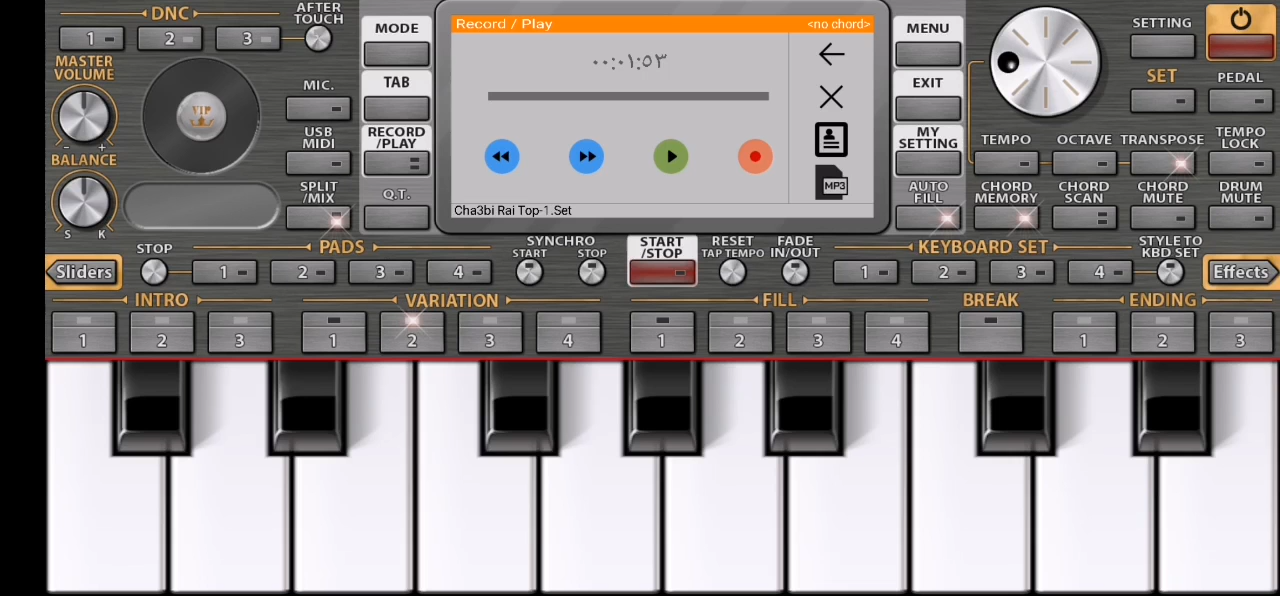 DNC
AFTER TOUCH
1 2 3
MASTER VOLUME
- +
BALANCE
S K
VIP
MIC.
USB MIDI
SPLIT /MIX
MODE
TAB
RECORD /PLAY
Q.T.
Record / Play <no chord>
٠٠:٠١:٥٣
MP3
Cha3bi Rai Top-1.Set
MENU
EXIT
MY SETTING
AUTO FILL
SETTING
SET
PEDAL
TEMPO OCTAVE TRANSPOSE TEMPO LOCK
CHORD MEMORY CHORD SCAN CHORD MUTE DRUM MUTE
Sliders
STOP
PADS
1 2 3 4
SYNCHRO
START STOP
START /STOP
RESET
TAP TEMPO
FADE IN/OUT
KEYBOARD SET
1 2 3 4
STYLE TO KBD SET
Effects
INTRO
1 2 3
VARIATION
1 2 3 4
FILL
1 2 3 4
BREAK
ENDING
1 2 3